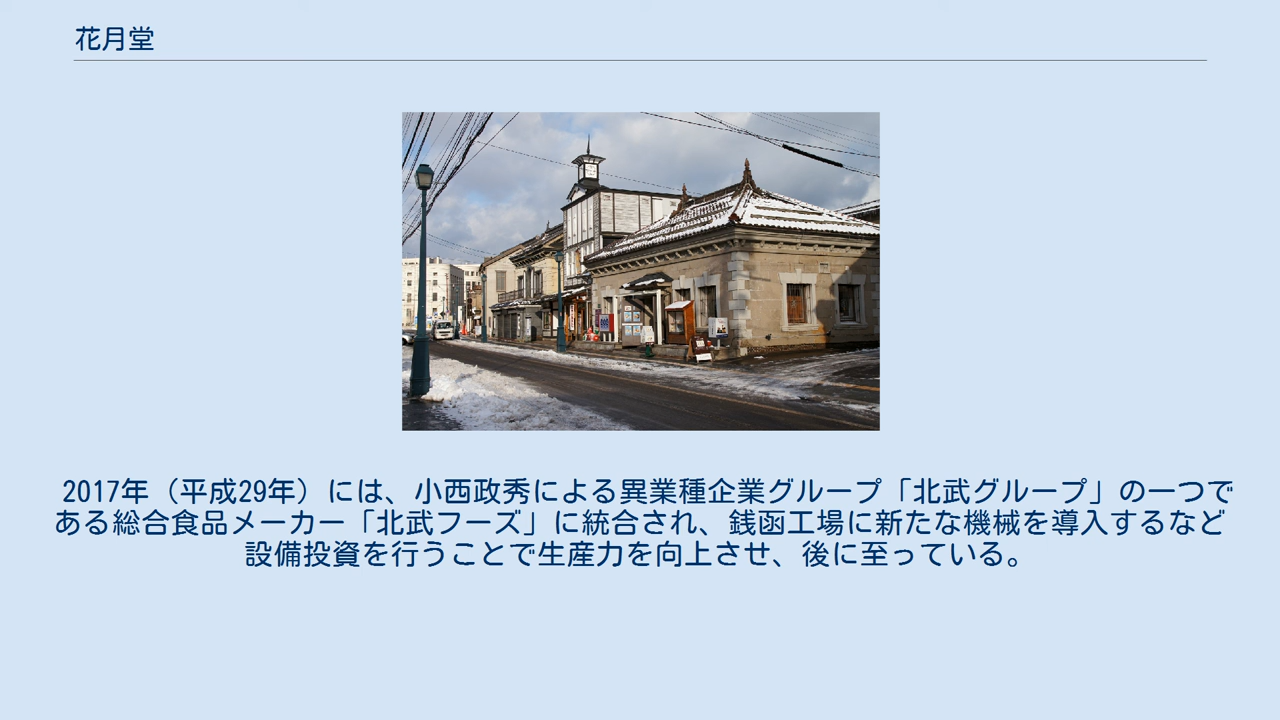 花月堂
2017年（平成29年）には、小西政秀による異業種企業グループ「北武グループ」の一つで
ある総合食品メーカー「北武フーズ」に統合され、銭函工場に新たな機械を導入するなど
設備投資を行うことで生産力を向上させ、後に至っている。